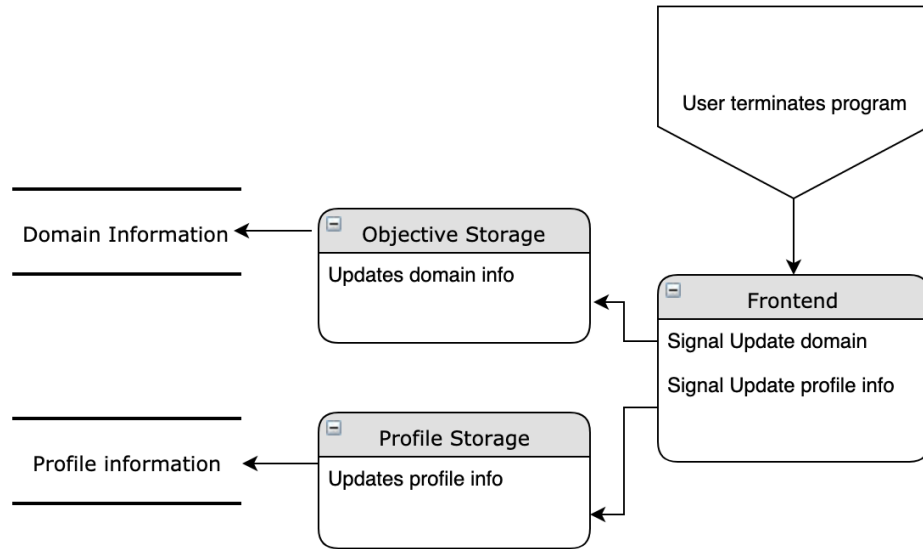 User terminates program
Domain Information
Objective Storage
Updates domain info
Frontend
Signal Update domain
Signal Update profile info
Profile information
Profile Storage
Updates profile info